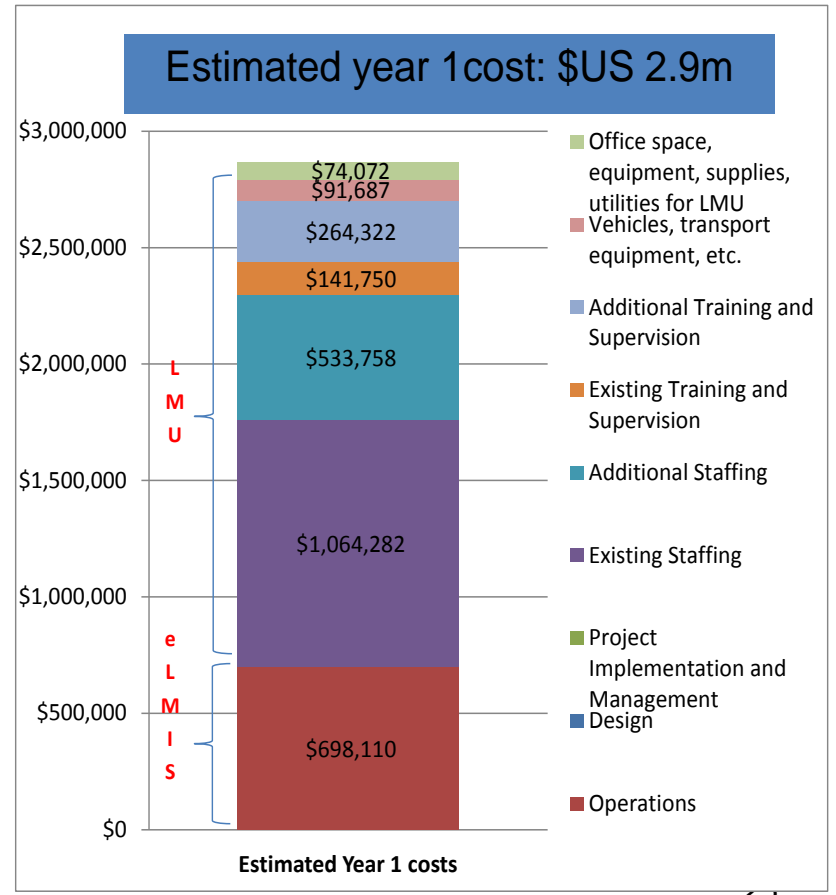 Estimated year 1cost: $US 2.9m
$3,000,000
$2,500,000
$2,000,000
$1,500,000
$1,000,000
$500,000
$0
L
M
U
e
L
M
I
S
$74,072
$91,687
$264,322
$141,750
$533,758
$1,064,282
$698,110
Estimated Year 1 costs
Office space,
equipment, supplies,
utilities for LMU
Vehicles, transport
equipment, etc.
Additional Training and
Supervision
Existing Training and
Supervision
Additional Staffing
Existing Staffing
Project
Implementation and
Management
Design
Operations